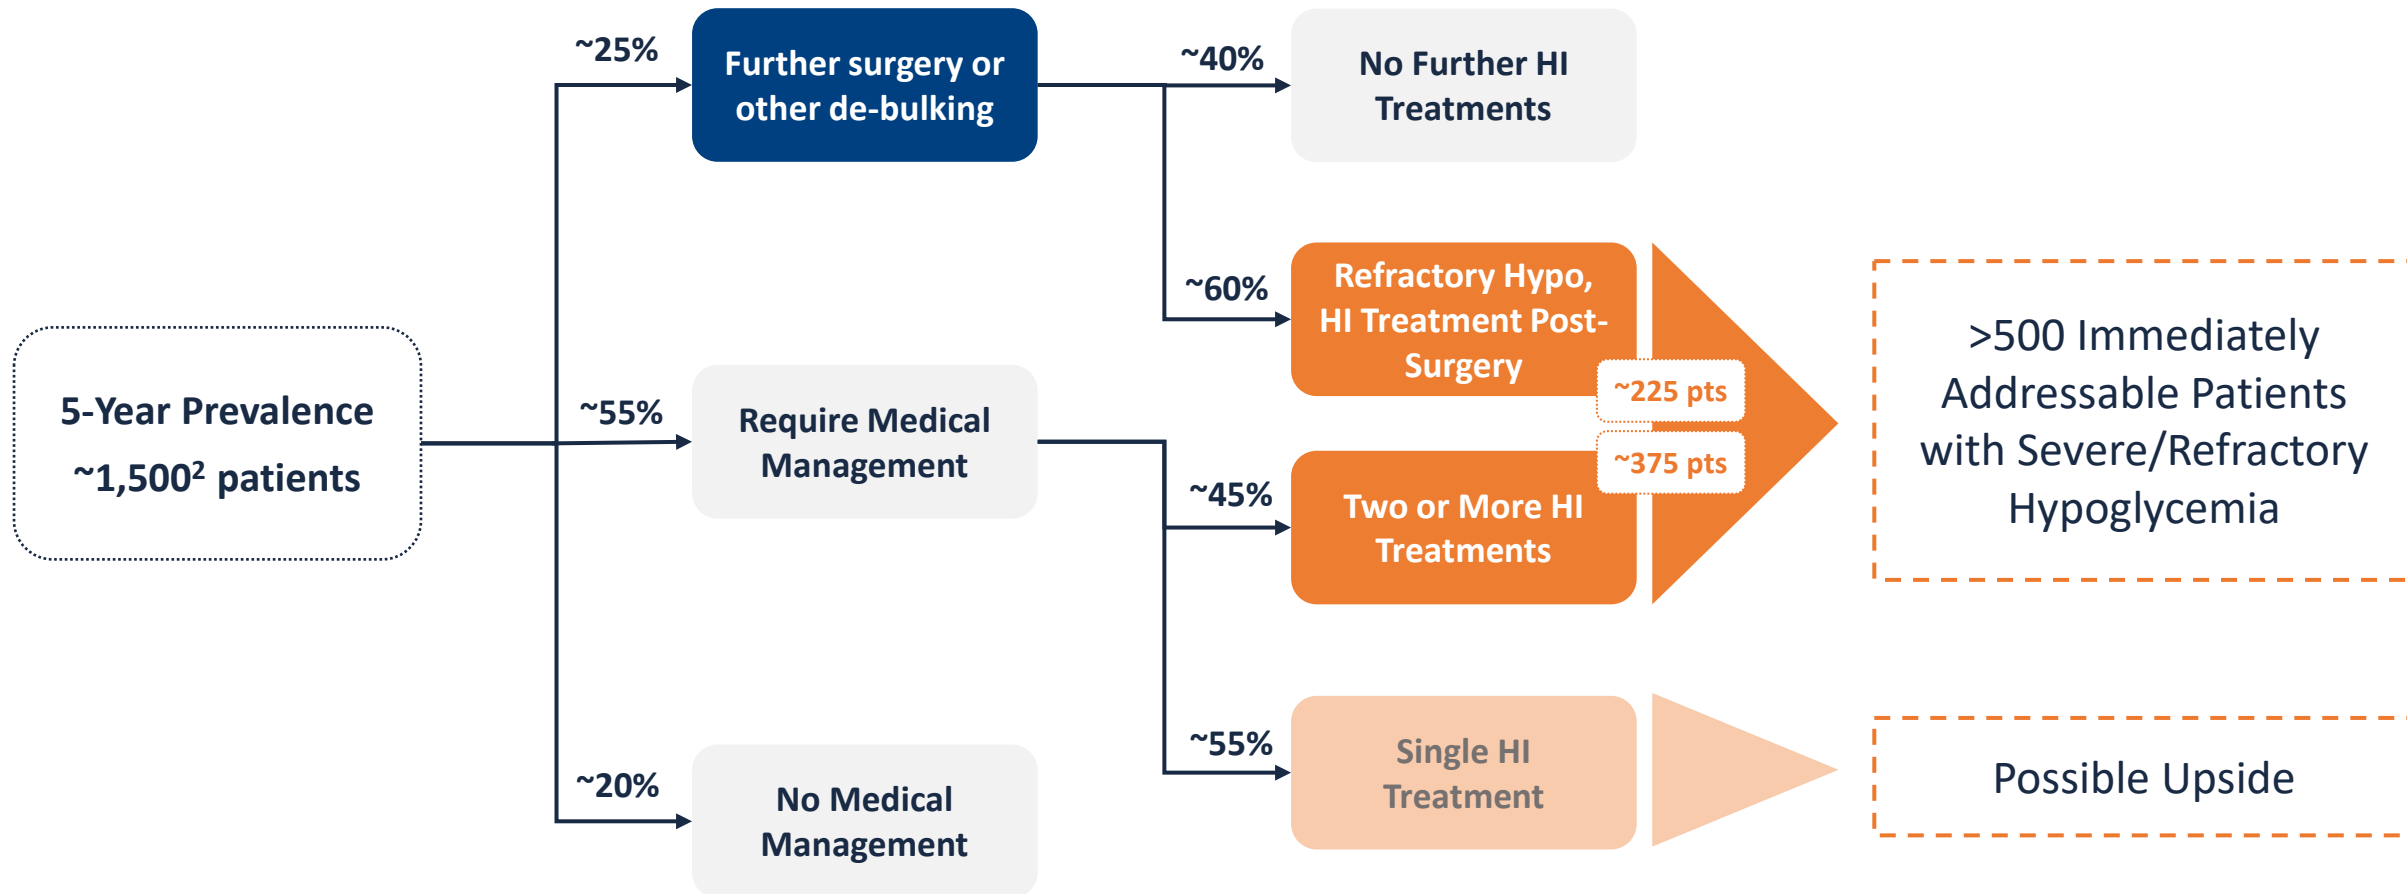 ~25%
Further surgery or
other de-bulking
~40%
No Further HI
Treatments
~60%
Refractory Hypo,
HI Treatment Post-
Surgery
~225 pts
5-Year Prevalence
~1,500² patients
~55%
Require Medical
Management
~375 pts
~45%
Two or More HI
Treatments
>500 Immediately
Addressable Patients
with Severe/Refractory
Hypoglycemia
~20%
No Medical
Management
~55%
Single HI
Treatment
Possible Upside